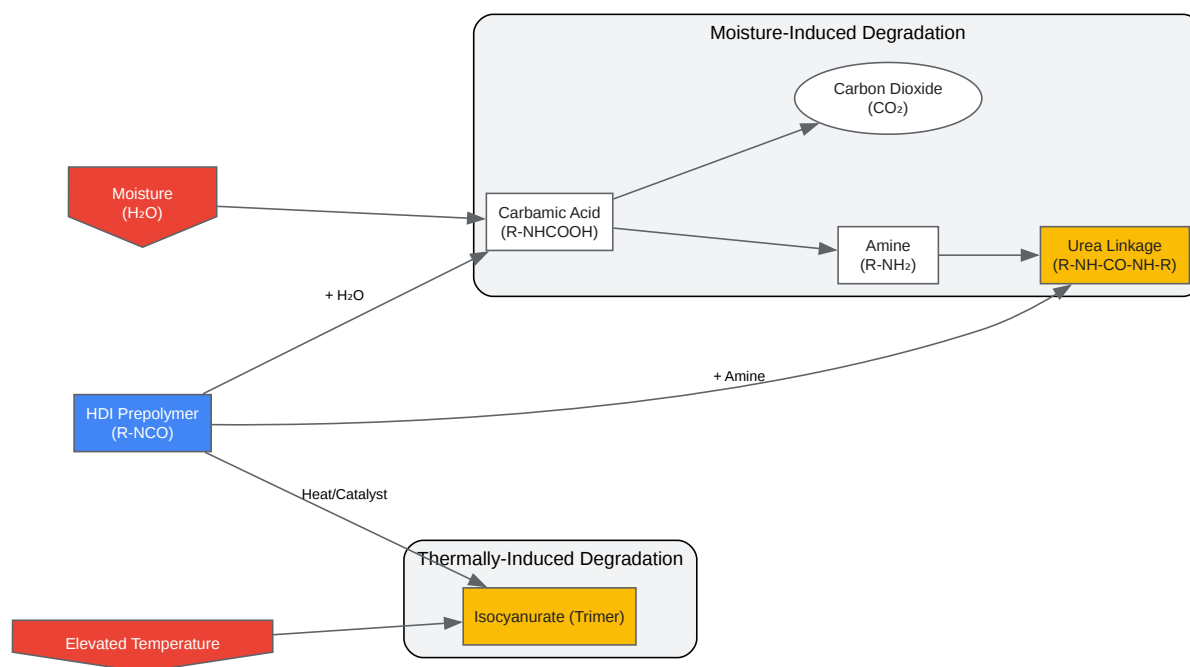 Moisture-Induced Degradation
Carbon Dioxide
(CO₂)
Moisture
(H₂O)
Carbamic Acid
(R-NHCOOH)
Amine
(R-NH₂)
Urea Linkage
(R-NH-CO-NH-R)
+ H₂O
+ Amine
HDI Prepolymer
(R-NCO)
Heat/Catalyst
Thermally-Induced Degradation
Isocyanurate (Trimer)
Elevated Temperature